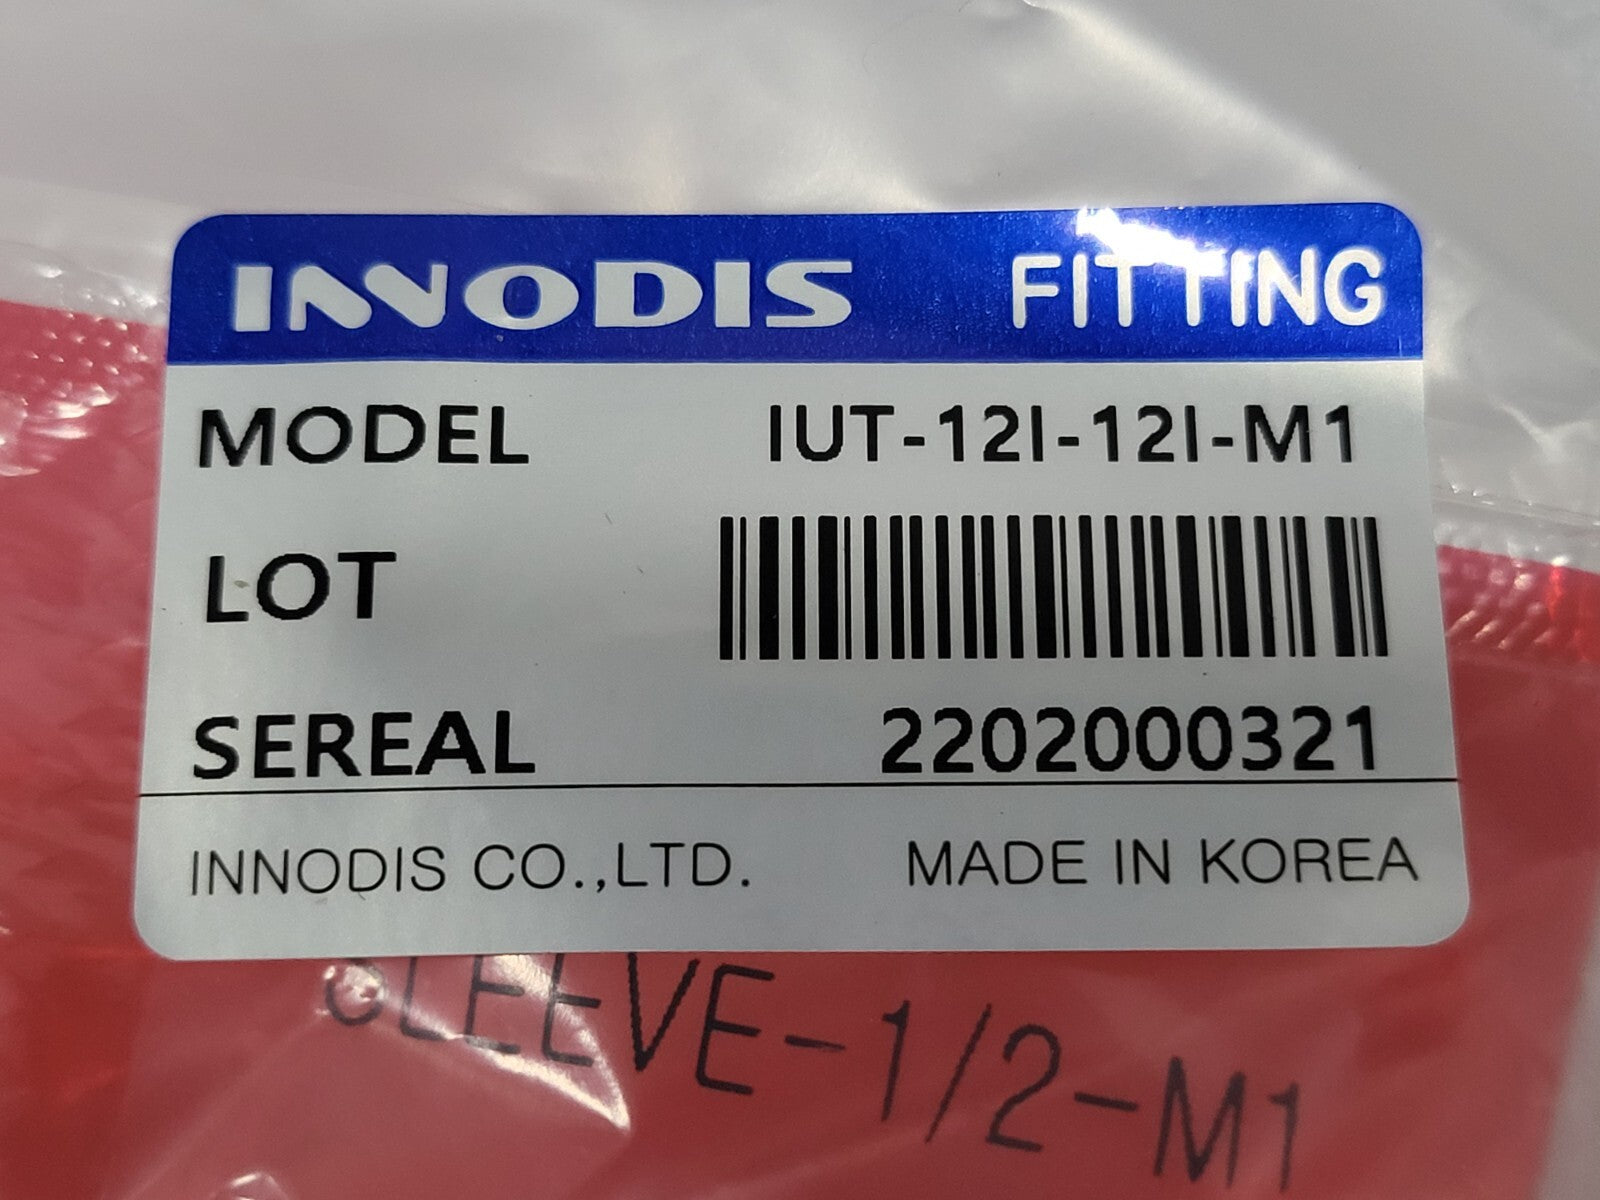 INNODIS FITTING
MODEL IUT-12I-12I-M1
LOT
SEREAL 2202000321
INNODIS CO.,LTD. MADE IN KOREA
SLEEVE-1/2-M1